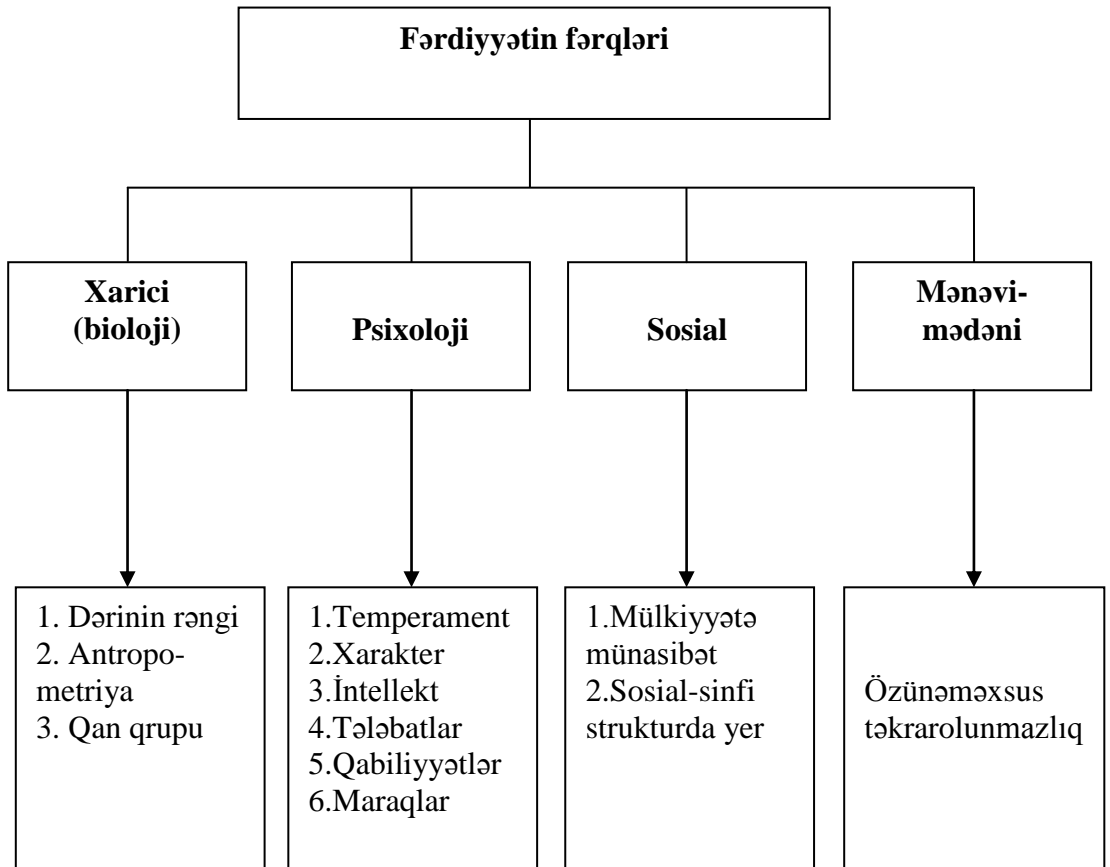 Fərdiyyətin fərqləri
Xarici
(bioloji)
Psixoloji
Sosial
Mənəvi-
mədəni
1. Dərinin rəngi
2. Antropo-
metriya
3. Qan qrupu
1.Temperament
2.Xarakter
3.İntellekt
4.Tələbatlar
5.Qabiliyyətlər
6.Maraqlar
1.Mülkiyyətə
münasibət
2.Sosial-sinfi
strukturda yer
Özünəməxsus
təkrarolunmazlıq